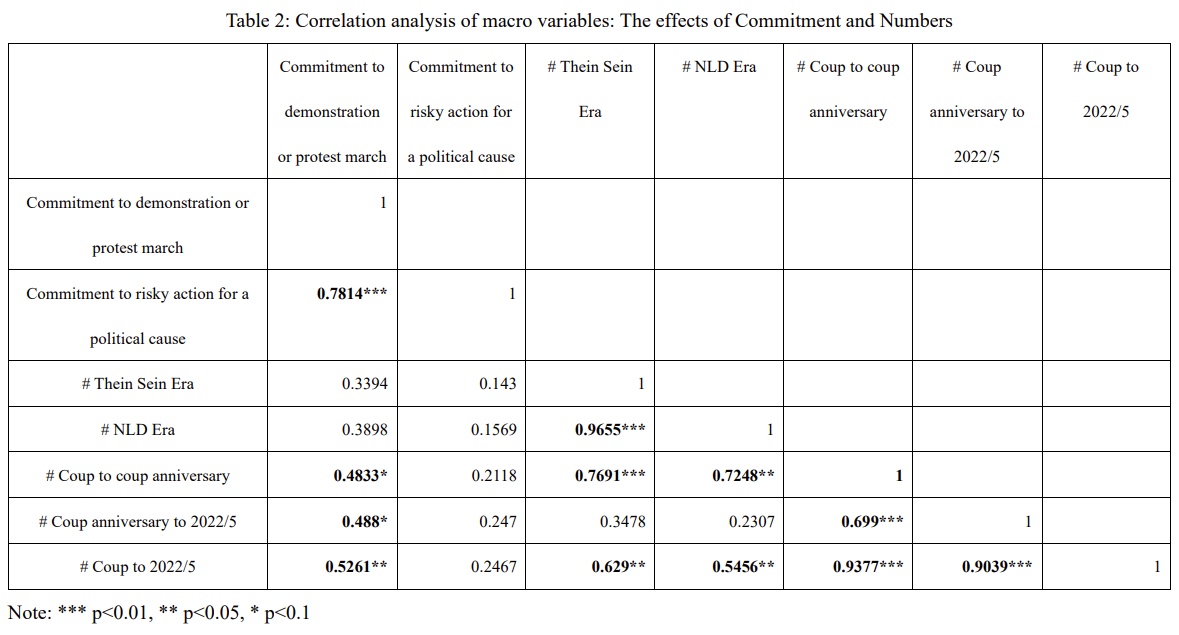 Table 2: Correlation analysis of macro variables: The effects of Commitment and Numbers
Commitment to demonstration or protest march
Commitment to risky action for a political cause
# Thein Sein Era
# NLD Era
# Coup to coup anniversary
# Coup anniversary to 2022/5
# Coup to 2022/5
Commitment to demonstration or protest march 1
Commitment to risky action for a political cause 0.7814*** 1
# Thein Sein Era 0.3394 0.143 1
# NLD Era 0.3898 0.1569 0.9655*** 1
# Coup to coup anniversary 0.4833* 0.2118 0.7691*** 0.7248** 1
# Coup anniversary to 2022/5 0.488* 0.247 0.3478 0.2307 0.699*** 1
# Coup to 2022/5 0.5261** 0.2467 0.629** 0.5456** 0.9377*** 0.9039*** 1
Note: *** p<0.01, ** p<0.05, * p<0.1